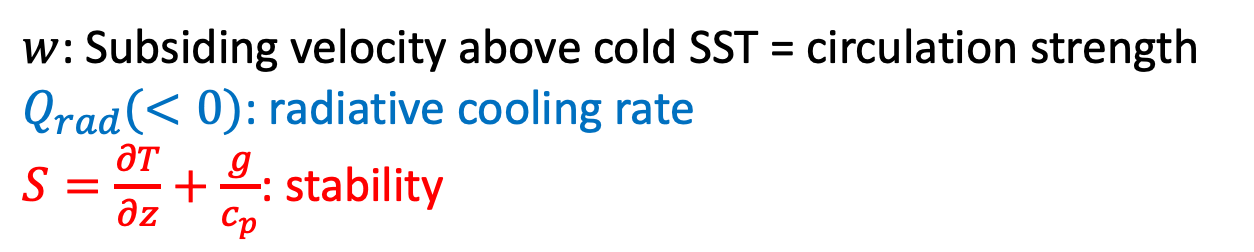 w: Subsiding velocity above cold SST = circulation strength
Q_rad(< 0): radiative cooling rate
S = ∂T/∂z + g/c_p: stability